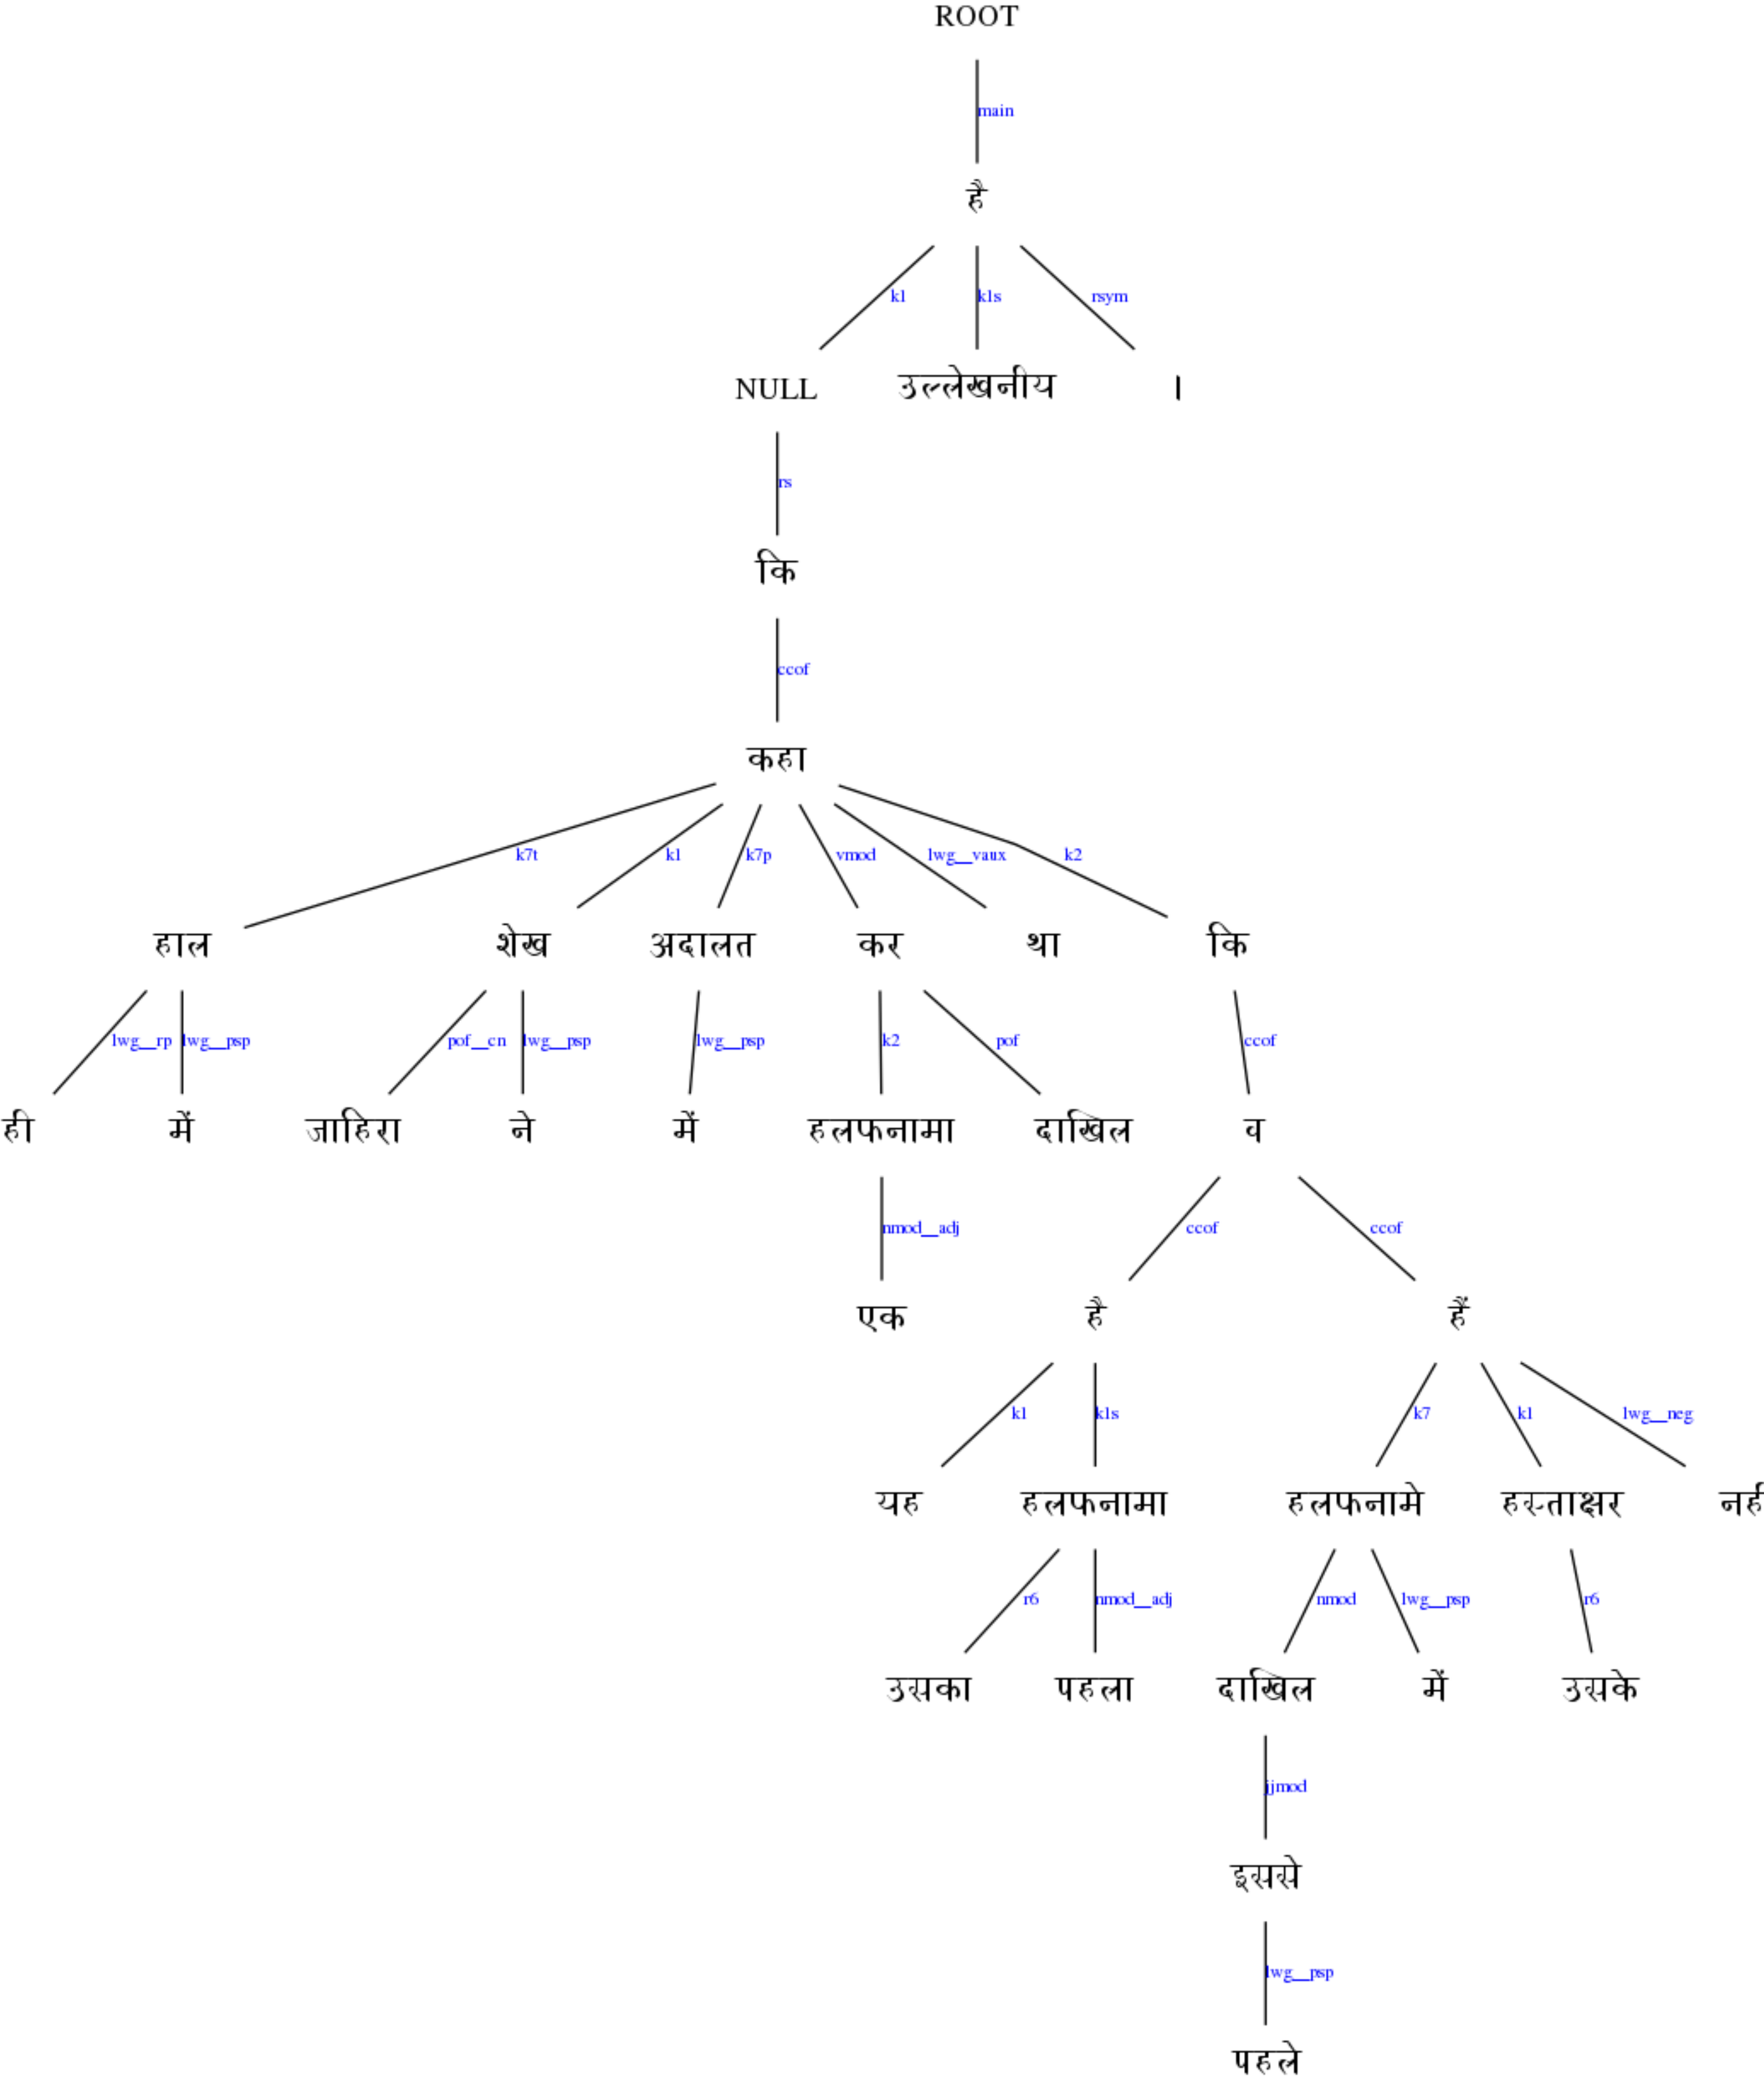 ROOT
main
है
k1 k1s rsym
NULL उल्लेखनीय ।
rs
कि
ccof
कहा
k7t k1 k7p vmod lwg__vaux k2
हाल शेख अदालत कर था कि
lwg__rp lwg__psp pof__cn lwg__psp lwg__psp k2 pof ccof
ही में जाहिरा ने में हलफनामा दाखिल व
nmod__adj ccof ccof
एक है हैं
k1 k1s k7 k1 lwg__neg
यह हलफनामा हलफनामे हस्ताक्षर
r6 nmod__adj nmod lwg__psp r6
उसका पहला दाखिल में उसके
jjmod
इससे
lwg__psp
पहले